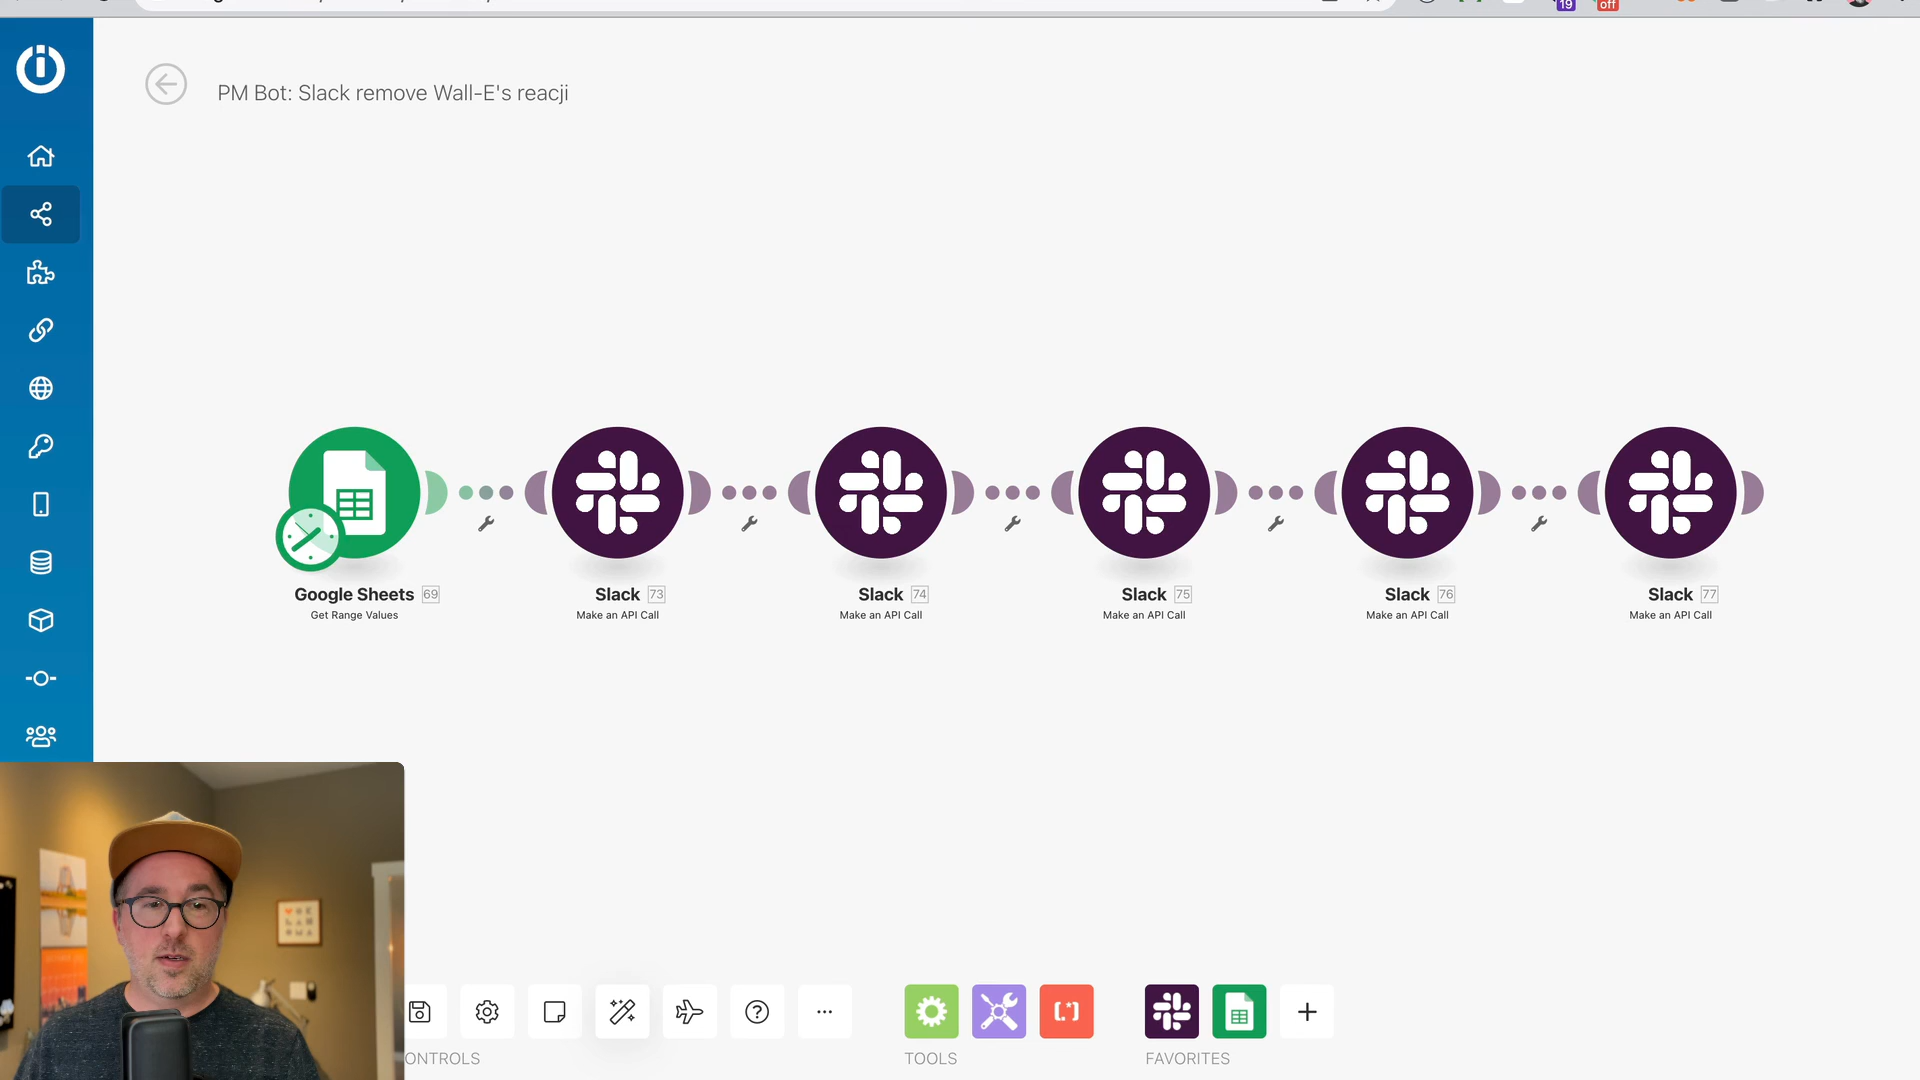 19
off
PM Bot: Slack remove Wall-E's reacji
Google Sheets 69
Get Range Values
Slack 73
Make an API Call
Slack 74
Make an API Call
Slack 75
Make an API Call
Slack 76
Make an API Call
Slack 77
Make an API Call
ONTROLS
TOOLS
FAVORITES